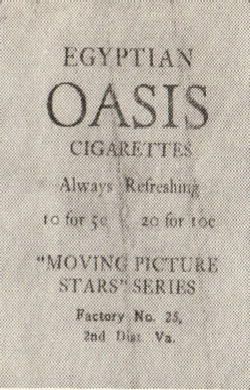 EGYPTIAN
OASIS
CIGARETTES
Always Refreshing
10 for 5c 20 for 10c
"MOVING PICTURE
STARS" SERIES
Factory No. 25,
2nd Dist. Va.